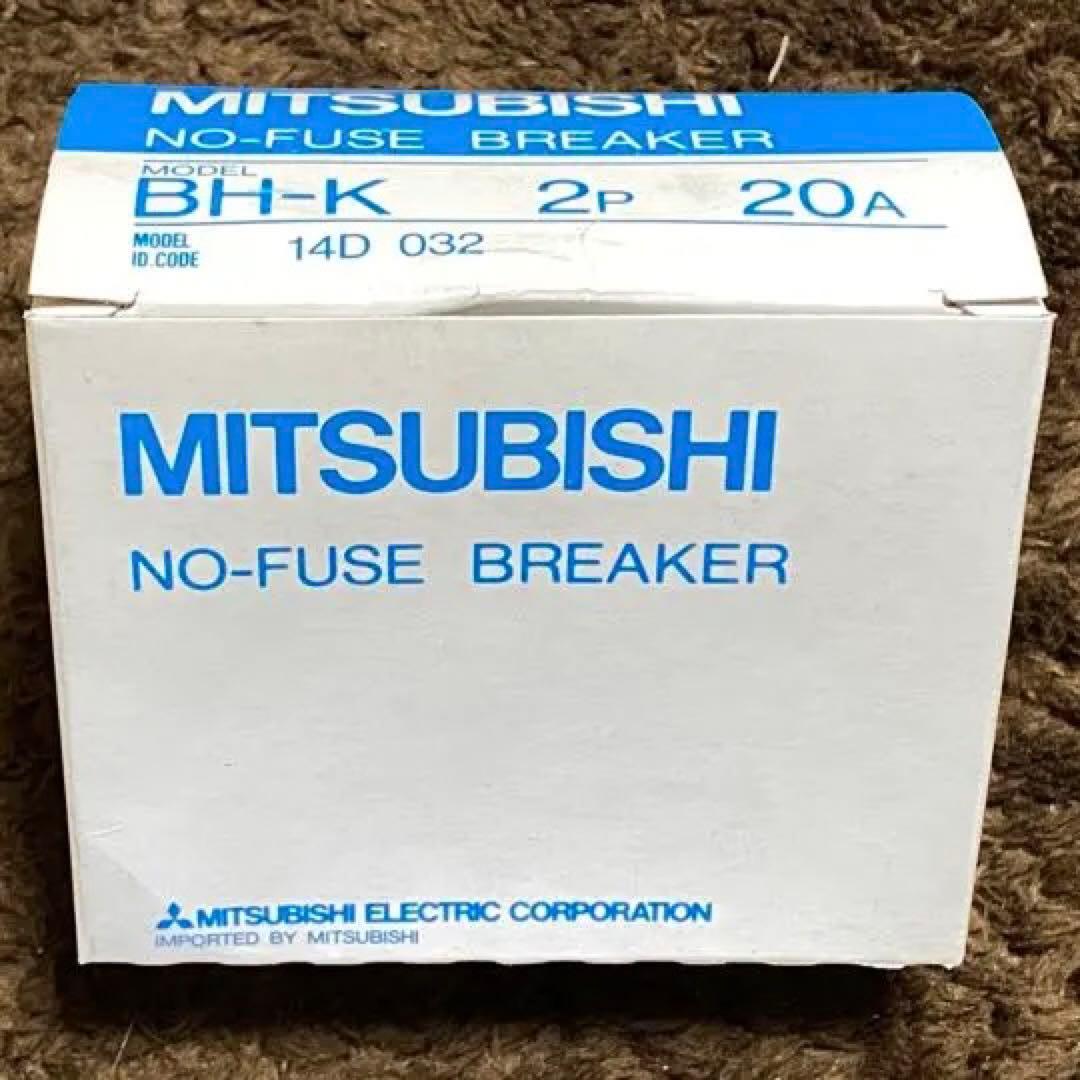 MITSUBISHI
NO-FUSE BREAKER
MODEL
BH-K 2P 20A
MODEL
ID.CODE 14D 032
MITSUBISHI
NO-FUSE BREAKER
MITSUBISHI ELECTRIC CORPORATION
IMPORTED BY MITSUBISHI